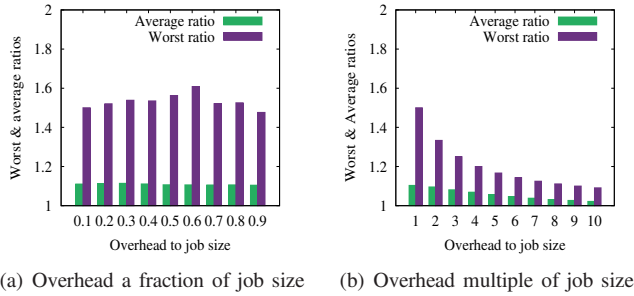 Worst & average ratios
2
1.8
1.6
1.4
1.2
1
Average ratio
Worst ratio
0.1 0.2 0.3 0.4 0.5 0.6 0.7 0.8 0.9
Overhead to job size
(a) Overhead a fraction of job size
Worst & Average ratios
2
1.8
1.6
1.4
1.2
1
Average ratio
Worst ratio
1 2 3 4 5 6 7 8 9 10
Overhead to job size
(b) Overhead multiple of job size